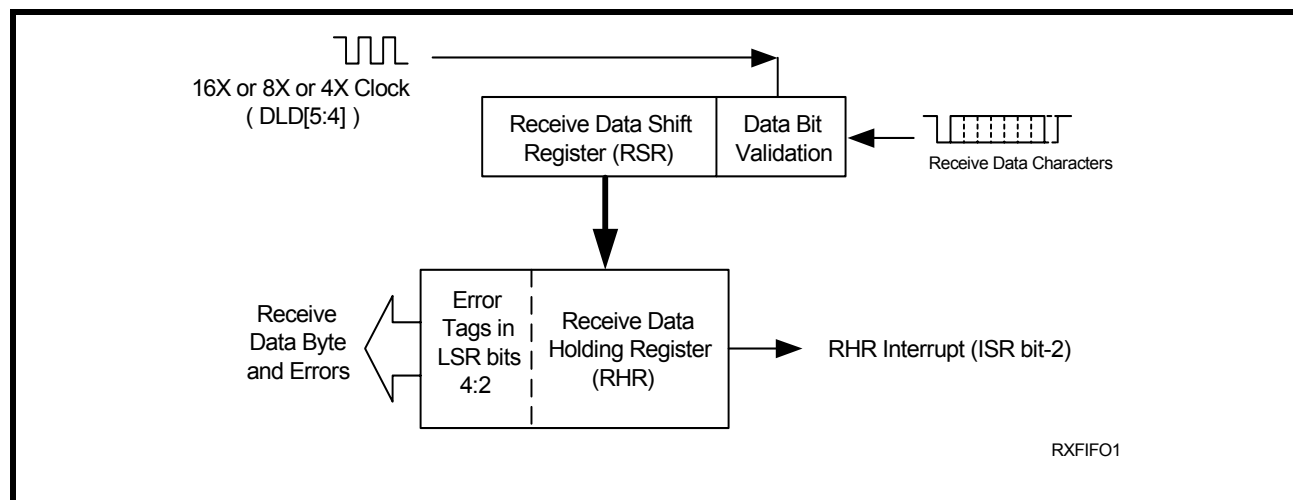 16X or 8X or 4X Clock
( DLD[5:4] )
Receive Data Shift
Register (RSR)
Data Bit
Validation
Receive Data Characters
Receive
Data Byte
and Errors
Error
Tags in
LSR bits
4:2
Receive Data
Holding Register
(RHR)
RHR Interrupt (ISR bit-2)
RXFIFO1